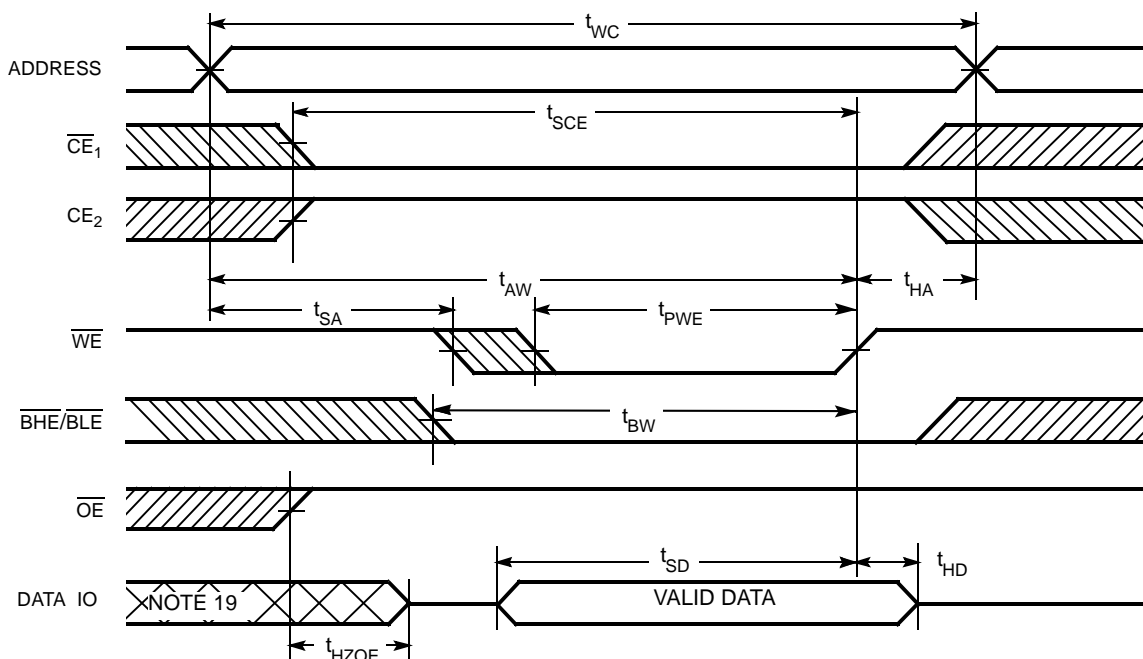 tWC
ADDRESS
tSCE
CE1
CE2
tAW
tHA
tSA
tPWE
WE
BHE/BLE
tBW
OE
tSD
tHD
DATA IO
NOTE 19
VALID DATA
tHZOE